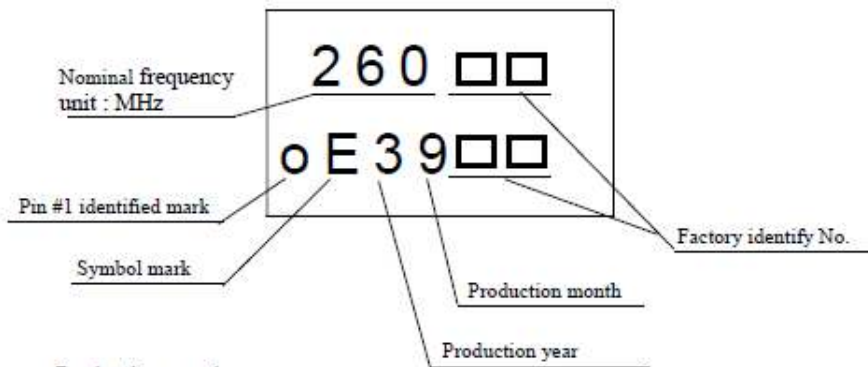 260 □□
Nominal frequency
unit : MHz
oE39□□
Pin #1 identified mark
Factory identify No.
Symbol mark
Production month
Production year